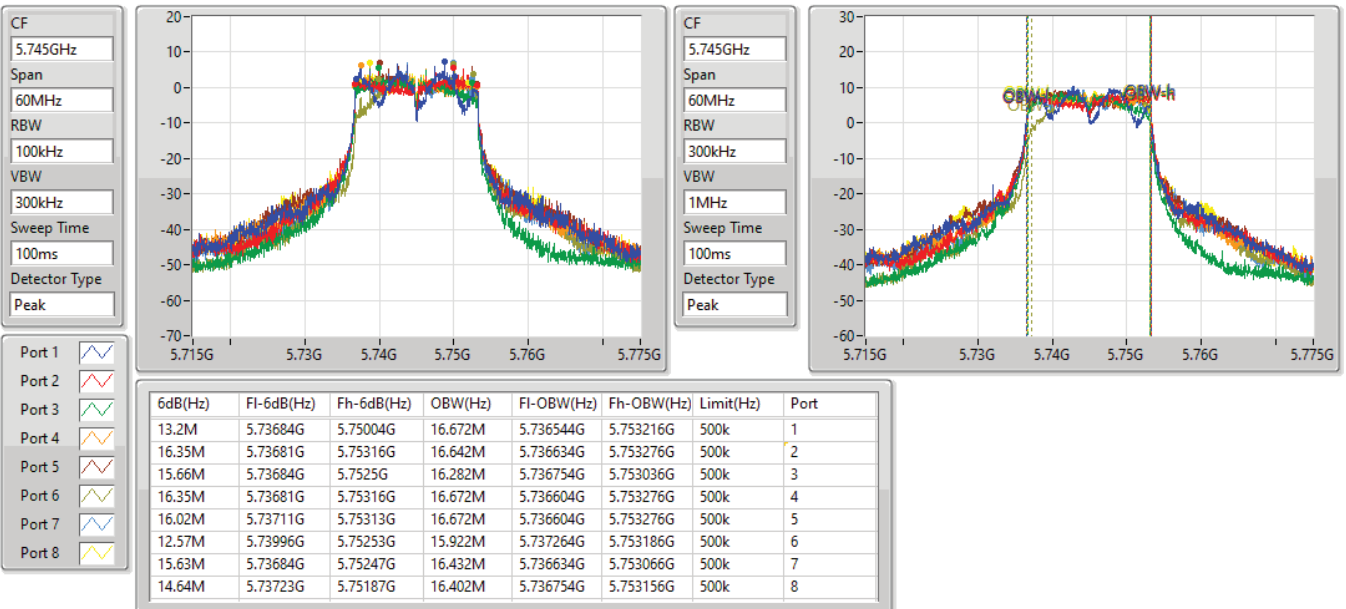 CF
5.745GHz
Span
60MHz
RBW
100kHz
VBW
300kHz
Sweep Time
100ms
Detector Type
Peak
20
10
0
-10
-20
-30
-40
-50
-60
-70
5.715G 5.73G 5.74G 5.75G 5.76G 5.775G
CF
5.745GHz
Span
60MHz
RBW
300kHz
VBW
1MHz
Sweep Time
100ms
Detector Type
Peak
30
20
10
0
-10
-20
-30
-40
-50
-60
OBW-h
5.715G 5.73G 5.74G 5.75G 5.76G 5.775G
Port 1
Port 2
Port 3
Port 4
Port 5
Port 6
Port 7
Port 8
6dB(Hz) Fl-6dB(Hz) Fh-6dB(Hz) OBW(Hz) Fl-OBW(Hz) Fh-OBW(Hz) Limit(Hz) Port
13.2M 5.73684G 5.75004G 16.672M 5.736544G 5.753216G 500k 1
16.35M 5.73681G 5.75316G 16.642M 5.736634G 5.753276G 500k 2
15.66M 5.73684G 5.7525G 16.282M 5.736754G 5.753036G 500k 3
16.35M 5.73681G 5.75316G 16.672M 5.736604G 5.753276G 500k 4
16.02M 5.73711G 5.75313G 16.672M 5.736604G 5.753276G 500k 5
12.57M 5.73996G 5.75253G 15.922M 5.737264G 5.753186G 500k 6
15.63M 5.73684G 5.75247G 16.432M 5.736634G 5.753066G 500k 7
14.64M 5.73723G 5.75187G 16.402M 5.736754G 5.753156G 500k 8